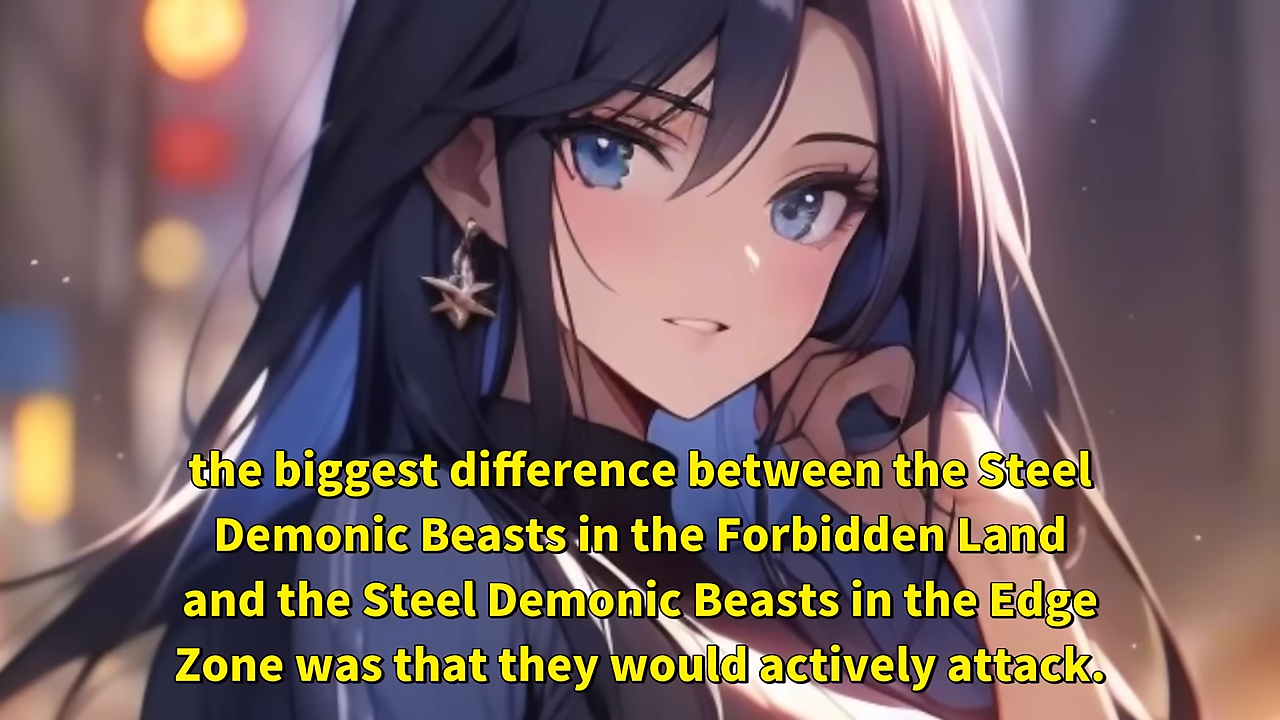 the biggest difference between the Steel
Demonic Beasts in the Forbidden Land
and the Steel Demonic Beasts in the Edge
Zone was that they would actively attack.